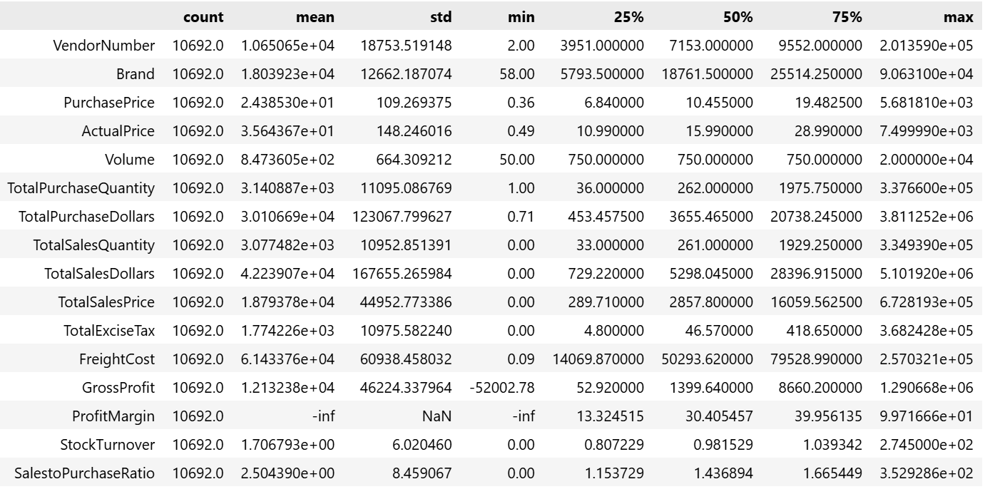 count mean std min 25% 50% 75% max
VendorNumber 10692.0 1.065065e+04 18753.519148 2.00 3951.000000 7153.000000 9552.000000 2.013590e+05
Brand 10692.0 1.803923e+04 12662.187074 58.00 5793.500000 18761.500000 25514.250000 9.063100e+04
PurchasePrice 10692.0 2.438530e+01 109.269375 0.36 6.840000 10.455000 19.482500 5.681810e+03
ActualPrice 10692.0 3.564367e+01 148.246016 0.49 10.990000 15.990000 28.990000 7.499990e+03
Volume 10692.0 8.473605e+02 664.309212 50.00 750.000000 750.000000 750.000000 2.000000e+04
TotalPurchaseQuantity 10692.0 3.140887e+03 11095.086769 1.00 36.000000 262.000000 1975.750000 3.376600e+05
TotalPurchaseDollars 10692.0 3.010669e+04 123067.799627 0.71 453.457500 3655.465000 20738.245000 3.811252e+06
TotalSalesQuantity 10692.0 3.077482e+03 10952.851391 0.00 33.000000 261.000000 1929.250000 3.349390e+05
TotalSalesDollars 10692.0 4.223907e+04 167655.265984 0.00 729.220000 5298.045000 28396.915000 5.101920e+06
TotalSalesPrice 10692.0 1.879378e+04 44952.773386 0.00 289.710000 2857.800000 16059.562500 6.728193e+05
TotalExciseTax 10692.0 1.774226e+03 10975.582240 0.00 4.800000 46.570000 418.650000 3.682428e+05
FreightCost 10692.0 6.143376e+04 60938.458032 0.09 14069.870000 50293.620000 79528.990000 2.570321e+05
GrossProfit 10692.0 1.213238e+04 46224.337964 -52002.78 52.920000 1399.640000 8660.200000 1.290668e+06
ProfitMargin 10692.0 -inf NaN -inf 13.324515 30.405457 39.956135 9.971666e+01
StockTurnover 10692.0 1.706793e+00 6.020460 0.00 0.807229 0.981529 1.039342 2.745000e+02
SalestoPurchaseRatio 10692.0 2.504390e+00 8.459067 0.00 1.153729 1.436894 1.665449 3.529286e+02